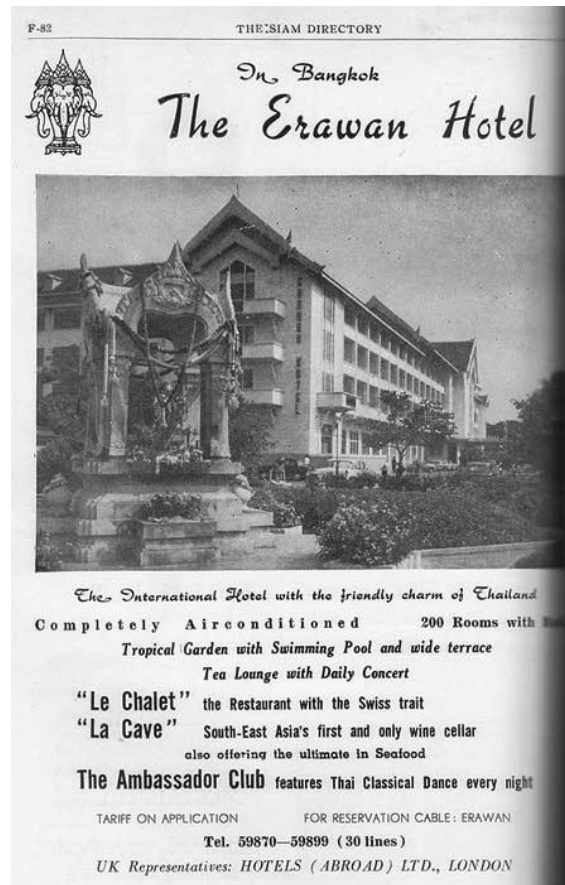 F-82 THE SIAM DIRECTORY
In Bangkok
The Erawan Hotel
ERAWAN HOTEL
The International Hotel with the friendly charm of Thailand
Completely Airconditioned 200 Rooms with
Tropical Garden with Swimming Pool and wide terrace
Tea Lounge with Daily Concert
"Le Chalet" the Restaurant with the Swiss trait
"La Cave" South-East Asia's first and only wine cellar
also offering the ultimate in Seafood
The Ambassador Club features Thai Classical Dance every night
TARIFF ON APPLICATION FOR RESERVATION CABLE: ERAWAN
Tel. 59870—59899 (30 lines)
UK Representatives: HOTELS (ABROAD) LTD., LONDON